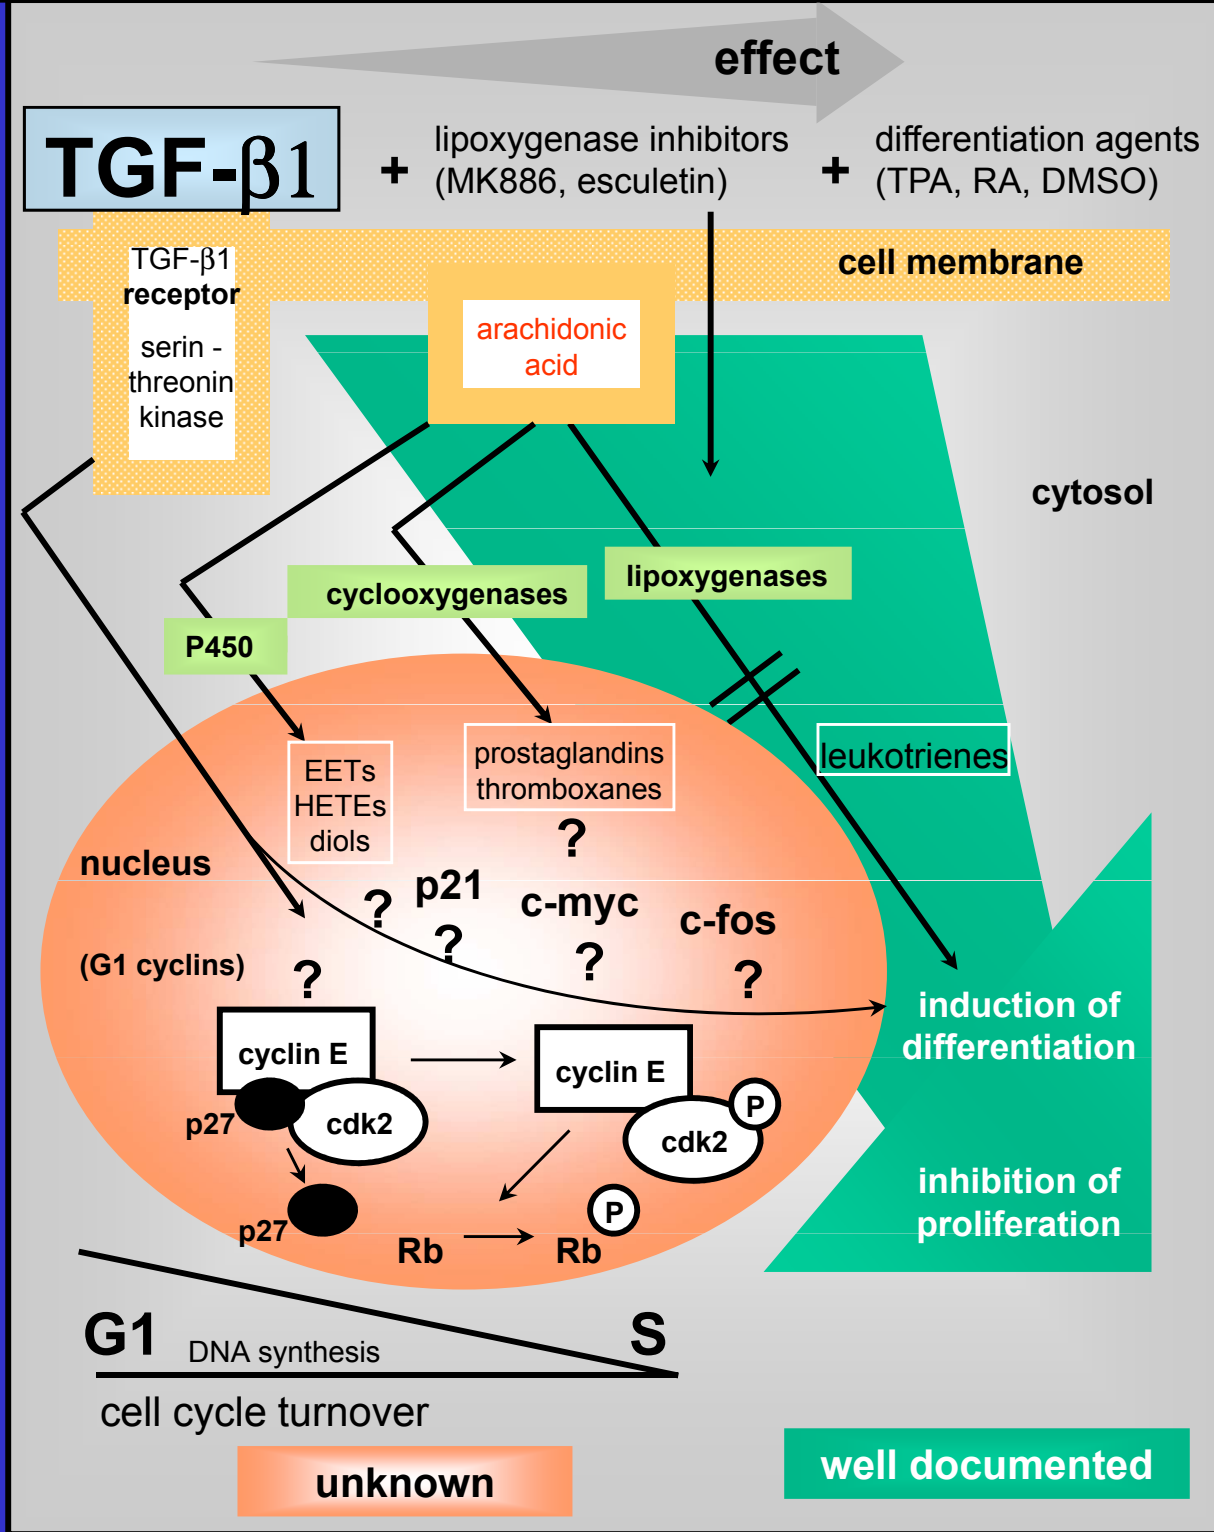 effect
TGF-β1
+
lipoxygenase inhibitors
(MK886, esculetin)
+
differentiation agents
(TPA, RA, DMSO)
TGF-β1
receptor
serin -
threonin
kinase
cell membrane
arachidonic
acid
cytosol
lipoxygenases
cyclooxygenases
P450
EETs
HETEs
diols
prostaglandins
thromboxanes
?
leukotrienes
nucleus
?
p21
?
c-myc
?
c-fos
?
(G1 cyclins)
?
cyclin E
p27
cdk2
cyclin E
cdk2
P
p27
Rb
Rb
P
induction of
differentiation
inhibition of
proliferation
G1
DNA synthesis
S
cell cycle turnover
unknown
well documented